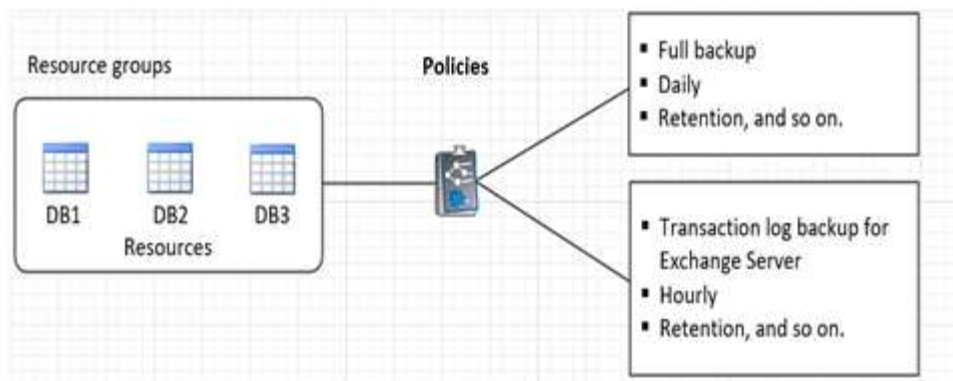 Resource groups
DB1 DB2 DB3
Resources
Policies
▪ Full backup
▪ Daily
▪ Retention, and so on.
▪ Transaction log backup for
Exchange Server
▪ Hourly
▪ Retention, and so on.